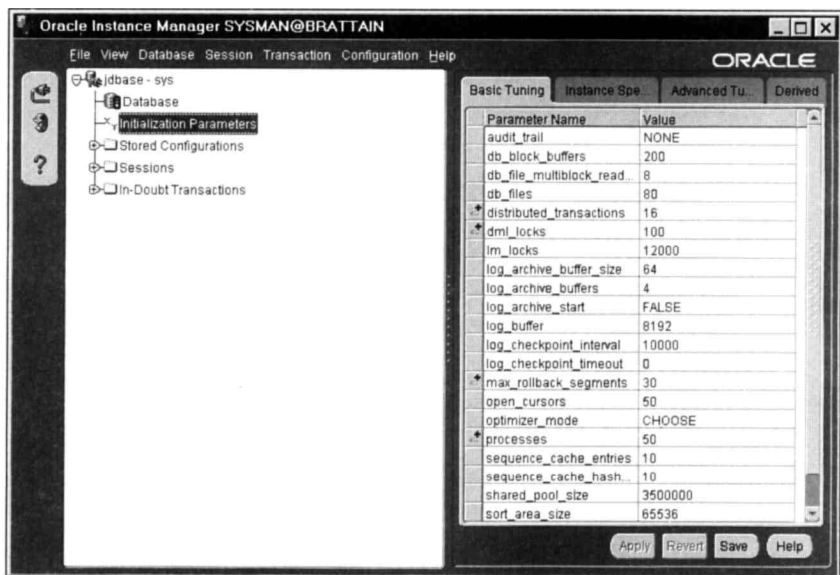 Oracle Instance Manager SYSMAN@BRATTAIN
File View Database Session Transaction Configuration Help
ORACLE
jdbase - sys
Database
Initialization Parameters
Stored Configurations
Sessions
In-Doubt Transactions
?
Basic Tuning Instance Spe... Advanced Tu... Derived
Parameter Name Value
audit_trail NONE
db_block_buffers 200
db_file_multiblock_read... 8
db_files 80
distributed_transactions 16
dml_locks 100
lm_locks 12000
log_archive_buffer_size 64
log_archive_buffers 4
log_archive_start FALSE
log_buffer 8192
log_checkpoint_interval 10000
log_checkpoint_timeout 0
max_rollback_segments 30
open_cursors 50
optimizer_mode CHOOSE
processes 50
sequence_cache_entries 10
sequence_cache_hash... 10
shared_pool_size 3500000
sort_area_size 65536
Apply Revert Save Help